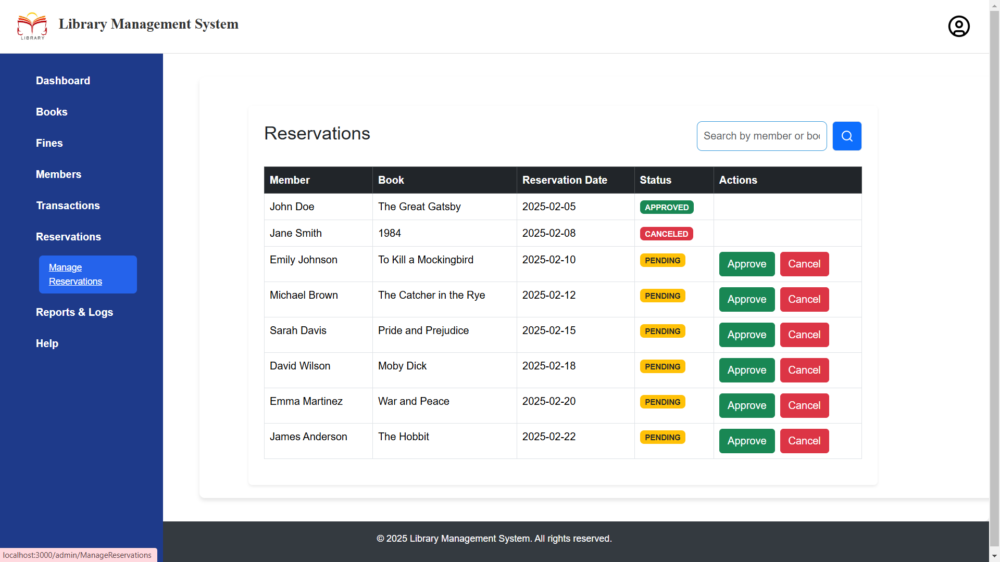 LIBRARY
Library Management System
Dashboard
Books
Fines
Members
Transactions
Reservations
Manage
Reservations
Reports & Logs
Help
Reservations
Search by member or boo
Member Book Reservation Date Status Actions
John Doe The Great Gatsby 2025-02-05 APPROVED
Jane Smith 1984 2025-02-08 CANCELED
Emily Johnson To Kill a Mockingbird 2025-02-10 PENDING Approve Cancel
Michael Brown The Catcher in the Rye 2025-02-12 PENDING Approve Cancel
Sarah Davis Pride and Prejudice 2025-02-15 PENDING Approve Cancel
David Wilson Moby Dick 2025-02-18 PENDING Approve Cancel
Emma Martinez War and Peace 2025-02-20 PENDING Approve Cancel
James Anderson The Hobbit 2025-02-22 PENDING Approve Cancel
© 2025 Library Management System. All rights reserved.
localhost:3000/admin/ManageReservations